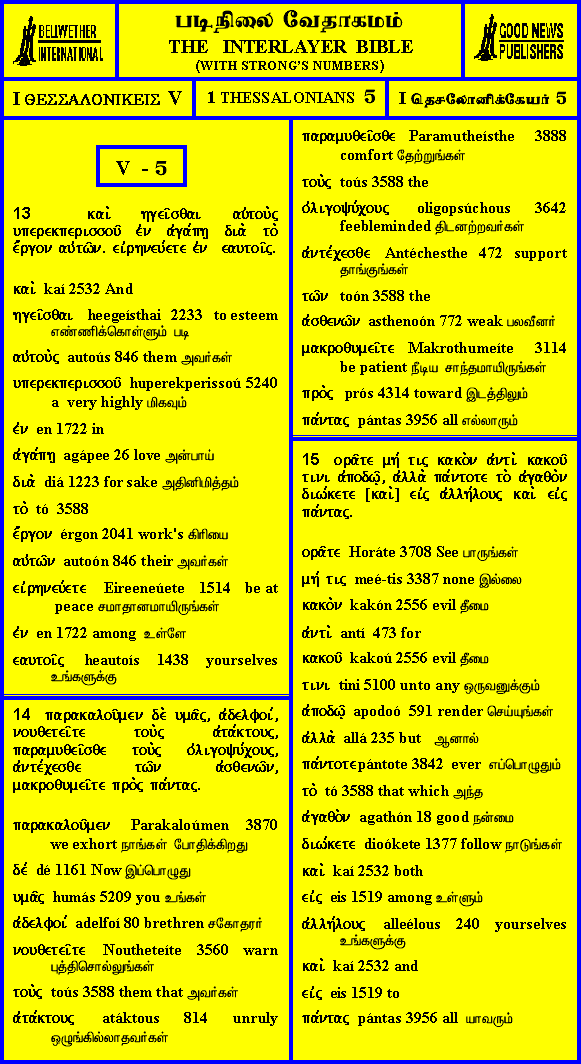 BELLWETHER
INTERNATIONAL
படிநிலை வேதாகமம்
THE INTERLAYER BIBLE
(WITH STRONG'S NUMBERS)
GOOD NEWS
PUBLISHERS
I ΘΕΣΣΑΛΟΝΙΚΕΙΣ V
1 THESSALONIANS 5
I தெசலோனிக்கேயர் 5
V - 5
13 καὶ ηγεῖσθαι αὐτοὺς
υπερεκπερισσοῦ ἐν ἀγάπῃ διὰ τὸ
ἔργον αὐτῶν. εἰρηνεύετε ἐν εαυτοῖς.
καὶ kaí 2532 And
ηγεῖσθαι heegeísthai 2233 to esteem
எண்ணிக்கொள்ளும் படி
αὐτοὺς autoús 846 them அவர்கள்
υπερεκπερισσοῦ huperekperissoú 5240
a very highly மிகவும்
ἐν en 1722 in
ἀγάπῃ agápee 26 love அன்பாய்
διὰ diá 1223 for sake அதினிமித்தம்
τὸ tó 3588
ἔργον érgon 2041 work's கிரியை
αὐτῶν autoón 846 their அவர்கள்
εἰρηνεύετε Eireeneúete 1514 be at
peace சமாதானமாயிருங்கள்
ἐν en 1722 among உள்ளே
εαυτοῖς heautoís 1438 yourselves
உங்களுக்கு
14 παρακαλοῦμεν δὲ υμᾶς, ἀδελφοί,
νουθετεῖτε τοὺς ἀτάκτους,
παραμυθεῖσθε τοὺς ὀλιγοψύχους,
ἀντέχεσθε τῶν ἀσθενῶν,
μακροθυμεῖτε πρὸς πάντας.
παρακαλοῦμεν Parakaloúmen 3870
we exhort நாங்கள் போதிக்கிறது
δέ dé 1161 Now இப்பொழுது
υμᾶς humás 5209 you உங்கள்
ἀδελφοί adelfoí 80 brethren சகோதரர்
νουθετεῖτε Noutheteíte 3560 warn
புத்திசொல்லுங்கள்
τοὺς toús 3588 them that அவர்கள்
ἀτάκτους atáktous 814 unruly
ஒழுங்கில்லாதவர்கள்
παραμυθεῖσθε Paramutheísthe 3888
comfort தேற்றுங்கள்
τοὺς toús 3588 the
ὀλιγοψύχους oligopsúchous 3642
feebleminded திடனற்றவர்கள்
ἀντέχεσθε Antéchesthe 472 support
தாங்குங்கள்
τῶν toón 3588 the
ἀσθενῶν asthenoón 772 weak பலவீனர்
μακροθυμεῖτε Makrothumeíte 3114
be patient நீடிய சாந்தமாயிருங்கள்
πρὸς prós 4314 toward இடத்திலும்
πάντας pántas 3956 all எல்லாரும்
15 ορᾶτε μή τις κακὸν ἀντὶ κακοῦ
τινι ἀποδῷ, ἀλλὰ πάντοτε τὸ ἀγαθὸν
διώκετε [καὶ] εἰς ἀλλήλους καὶ εἰς
πάντας.
ορᾶτε Horáte 3708 See பாருங்கள்
μή τις meé-tis 3387 none இல்லை
κακὸν kakón 2556 evil தீமை
ἀντὶ antí 473 for
κακοῦ kakoú 2556 evil தீமை
τινι tini 5100 unto any ஒருவனுக்கும்
ἀποδῷ apodoó 591 render செய்யுங்கள்
ἀλλὰ allá 235 but ஆனால்
πάντοτε pántote 3842 ever எப்பொழுதும்
τὸ tó 3588 that which அந்த
ἀγαθὸν agathón 18 good நன்மை
διώκετε dioókete 1377 follow நாடுங்கள்
καὶ kaí 2532 both
εἰς eis 1519 among உள்ளும்
ἀλλήλους alleélous 240 yourselves
உங்களுக்கு
καὶ kaí 2532 and
εἰς eis 1519 to
πάντας pántas 3956 all யாவரும்